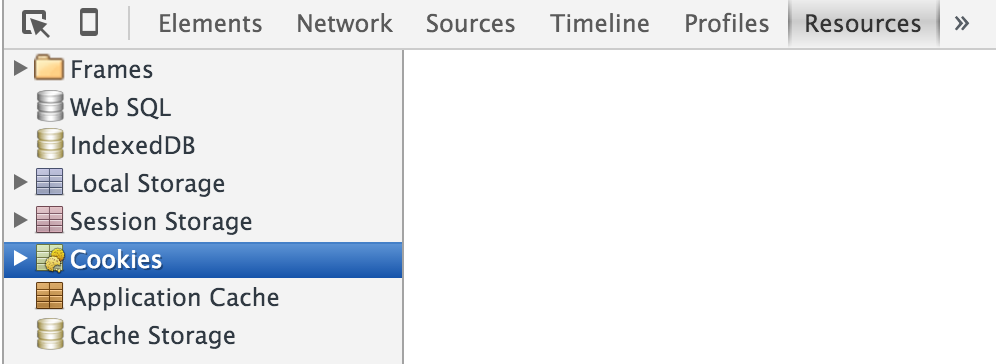 Elements Network Sources Timeline Profiles Resources »
Frames
Web SQL
IndexedDB
Local Storage
Session Storage
Cookies
Application Cache
Cache Storage